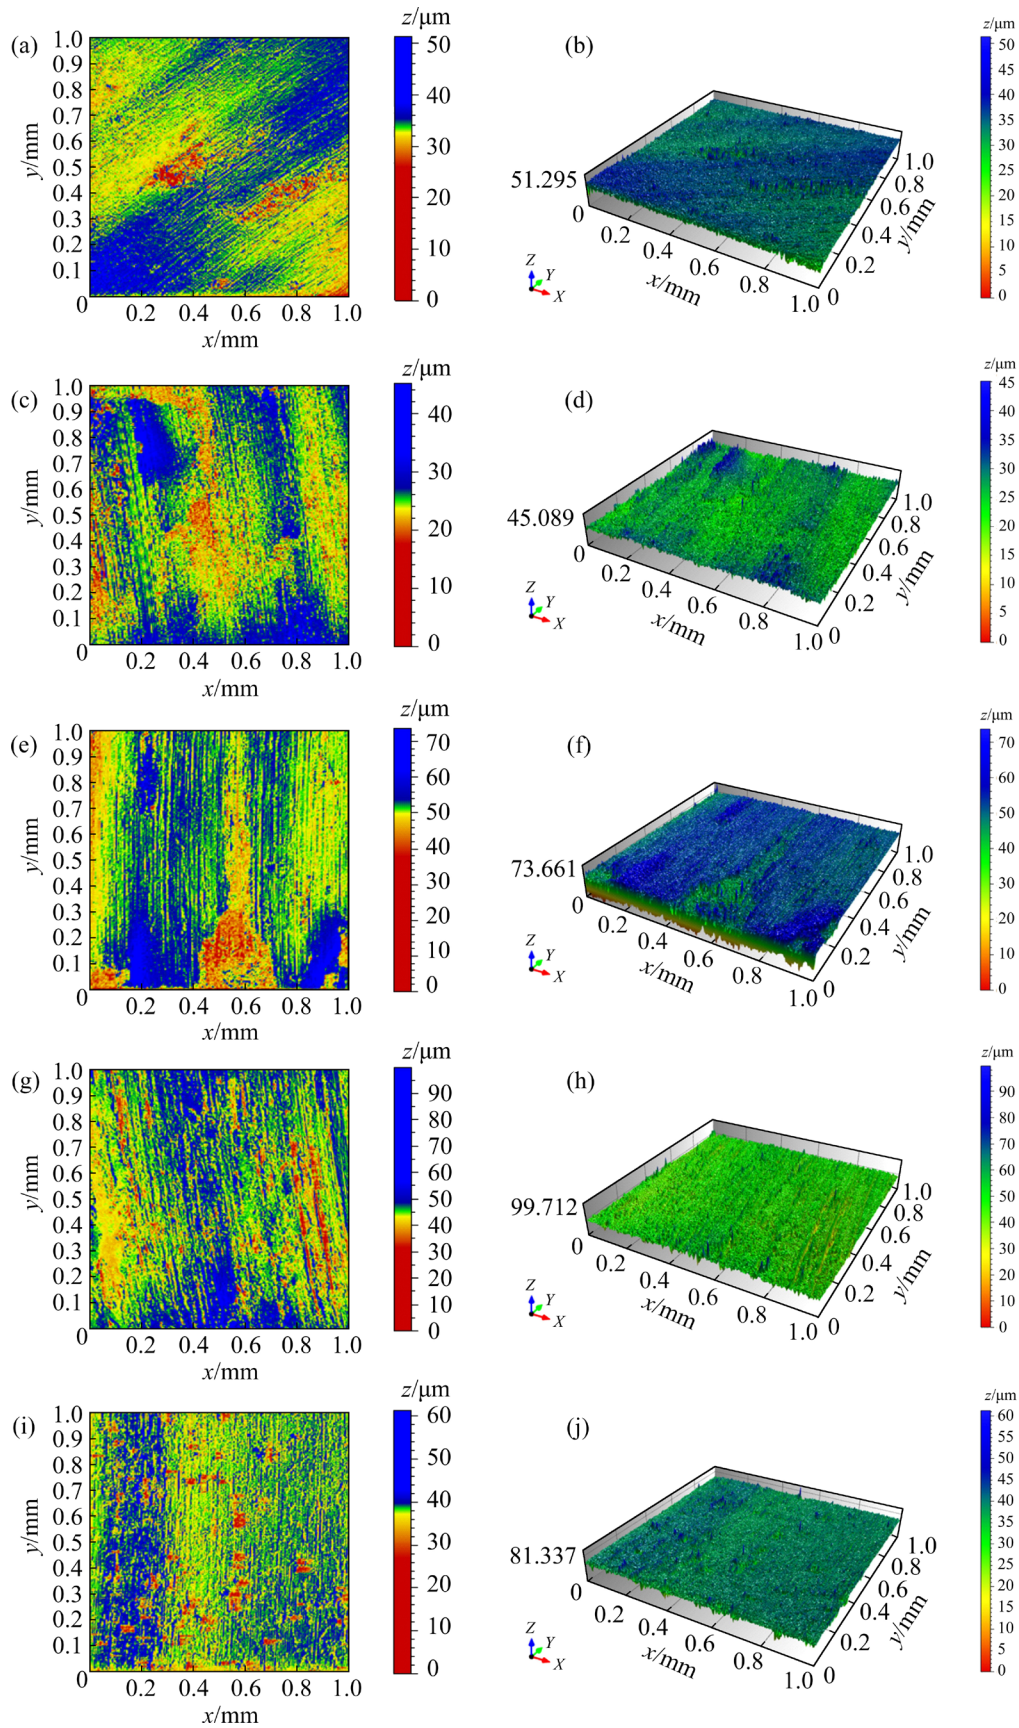 (a)
z/μm
50
40
30
20
10
0
y/mm
1.0
0.9
0.8
0.7
0.6
0.5
0.4
0.3
0.2
0.1
0
0.2 0.4 0.6 0.8 1.0
x/mm
(b)
z/μm
50
45
40
35
30
25
20
15
10
5
0
51.295
0
0.2 0.4 0.6 0.8 1.0
x/mm
0 0.2 0.4 0.6 0.8 1.0
y/mm
Z
Y
X
(c)
z/μm
40
30
20
10
0
y/mm
1.0
0.9
0.8
0.7
0.6
0.5
0.4
0.3
0.2
0.1
0
0.2 0.4 0.6 0.8 1.0
x/mm
(d)
z/μm
45
40
35
30
25
20
15
10
5
0
45.089
0
0.2 0.4 0.6 0.8 1.0
x/mm
0 0.2 0.4 0.6 0.8 1.0
y/mm
Z
Y
X
(e)
z/μm
70
60
50
40
30
20
10
0
y/mm
1.0
0.9
0.8
0.7
0.6
0.5
0.4
0.3
0.2
0.1
0
0.2 0.4 0.6 0.8 1.0
x/mm
(f)
z/μm
70
60
50
40
30
20
10
0
73.661
0
0.2 0.4 0.6 0.8 1.0
x/mm
0 0.2 0.4 0.6 0.8 1.0
y/mm
Z
Y
X
(g)
z/μm
90
80
70
60
50
40
30
20
10
0
y/mm
1.0
0.9
0.8
0.7
0.6
0.5
0.4
0.3
0.2
0.1
0
0.2 0.4 0.6 0.8 1.0
x/mm
(h)
z/μm
90
80
70
60
50
40
30
20
10
0
99.712
0
0.2 0.4 0.6 0.8 1.0
x/mm
0 0.2 0.4 0.6 0.8 1.0
y/mm
Z
Y
X
(i)
z/μm
60
50
40
30
20
10
0
y/mm
1.0
0.9
0.8
0.7
0.6
0.5
0.4
0.3
0.2
0.1
0
0.2 0.4 0.6 0.8 1.0
x/mm
(j)
z/μm
60
55
50
45
40
35
30
25
20
15
10
5
0
81.337
0
0.2 0.4 0.6 0.8 1.0
x/mm
0 0.2 0.4 0.6 0.8 1.0
y/mm
Z
Y
X